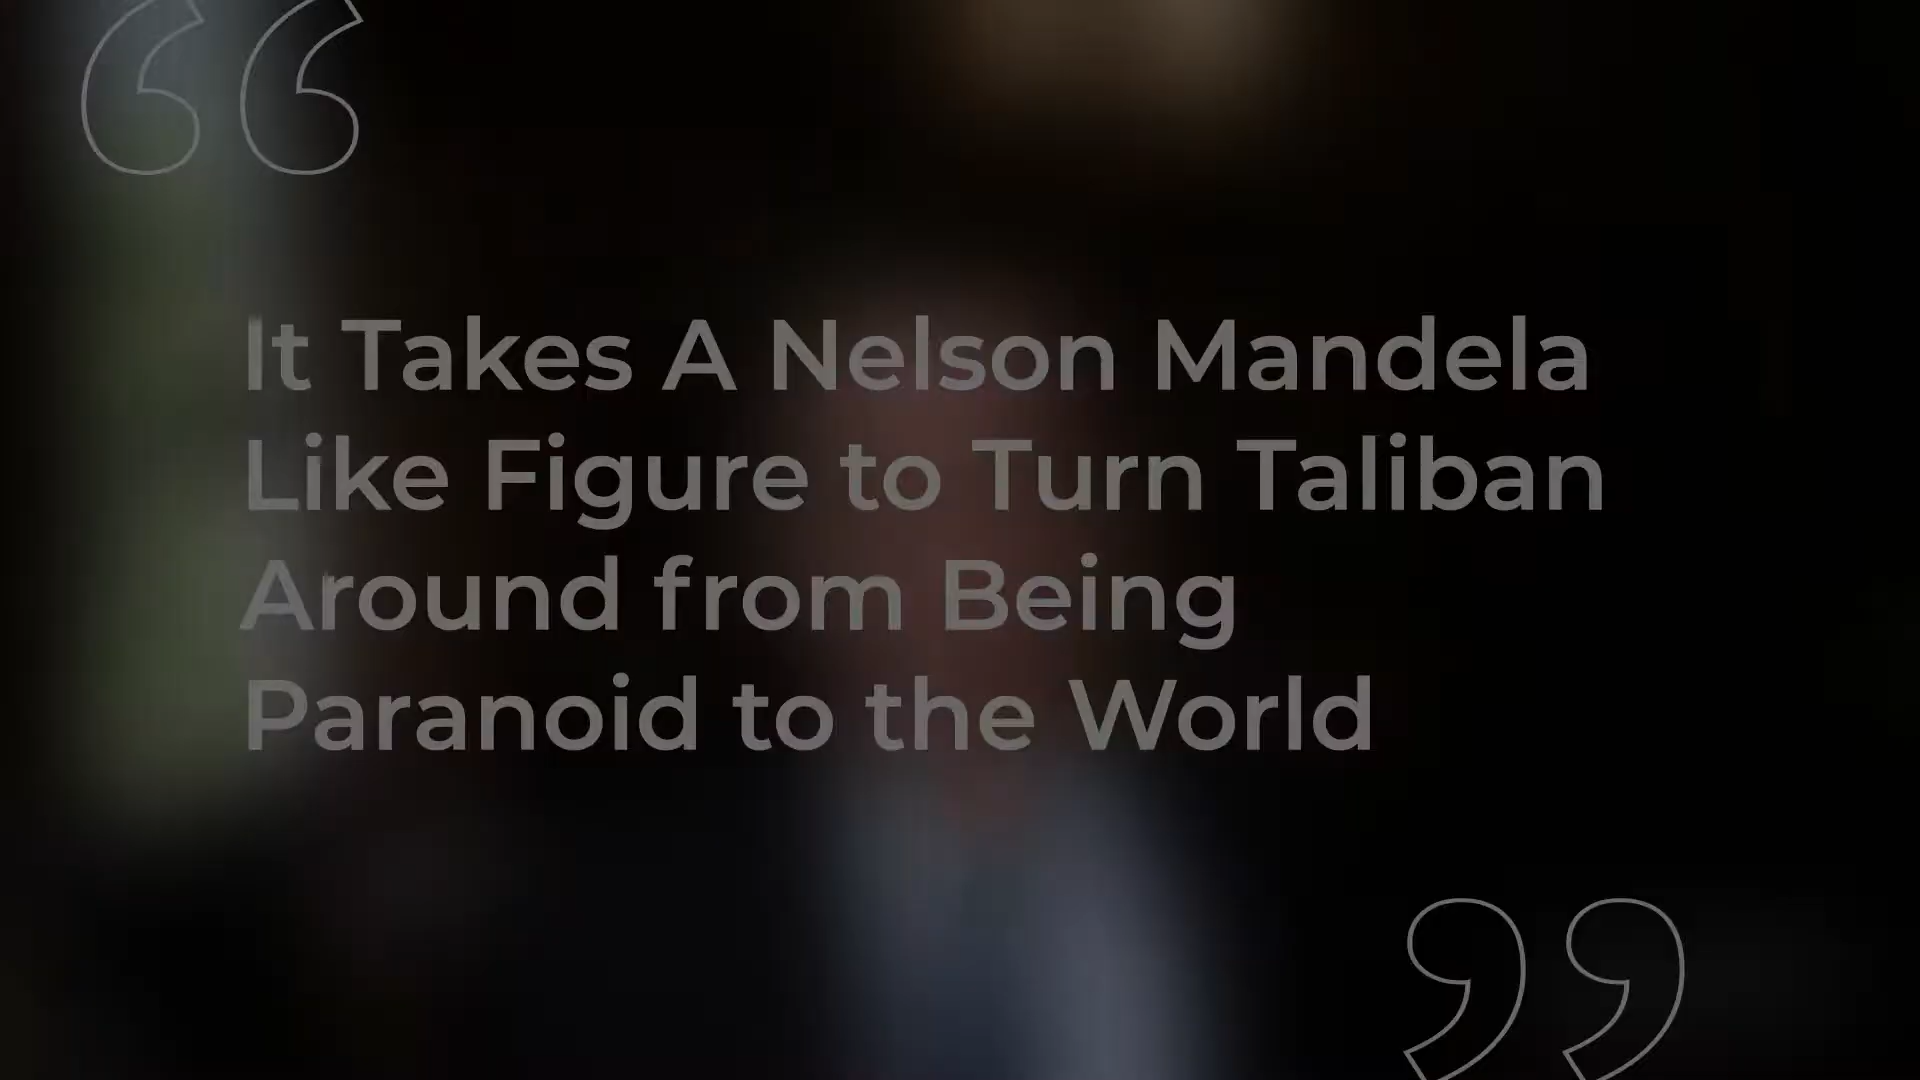 It Takes A Nelson Mandela
Like Figure to Turn Taliban
Around from Being
Paranoid to the World